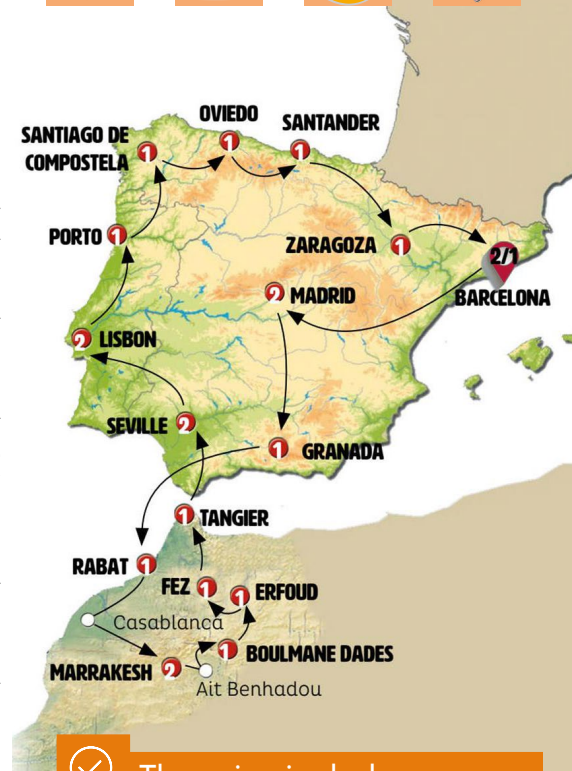 OVIEDO
SANTANDER
SANTIAGO DE
COMPOSTELA
1
1
1
PORTO
1
ZARAGOZA
1
2/1
BARCELONA
2
MADRID
2
LISBON
SEVILLE
2
1
GRANADA
1
TANGIER
RABAT
1
FEZ
1
1
ERFOUD
Casablanca
1
BOULMANE DADES
MARRAKESH
2
Ait Benhadou